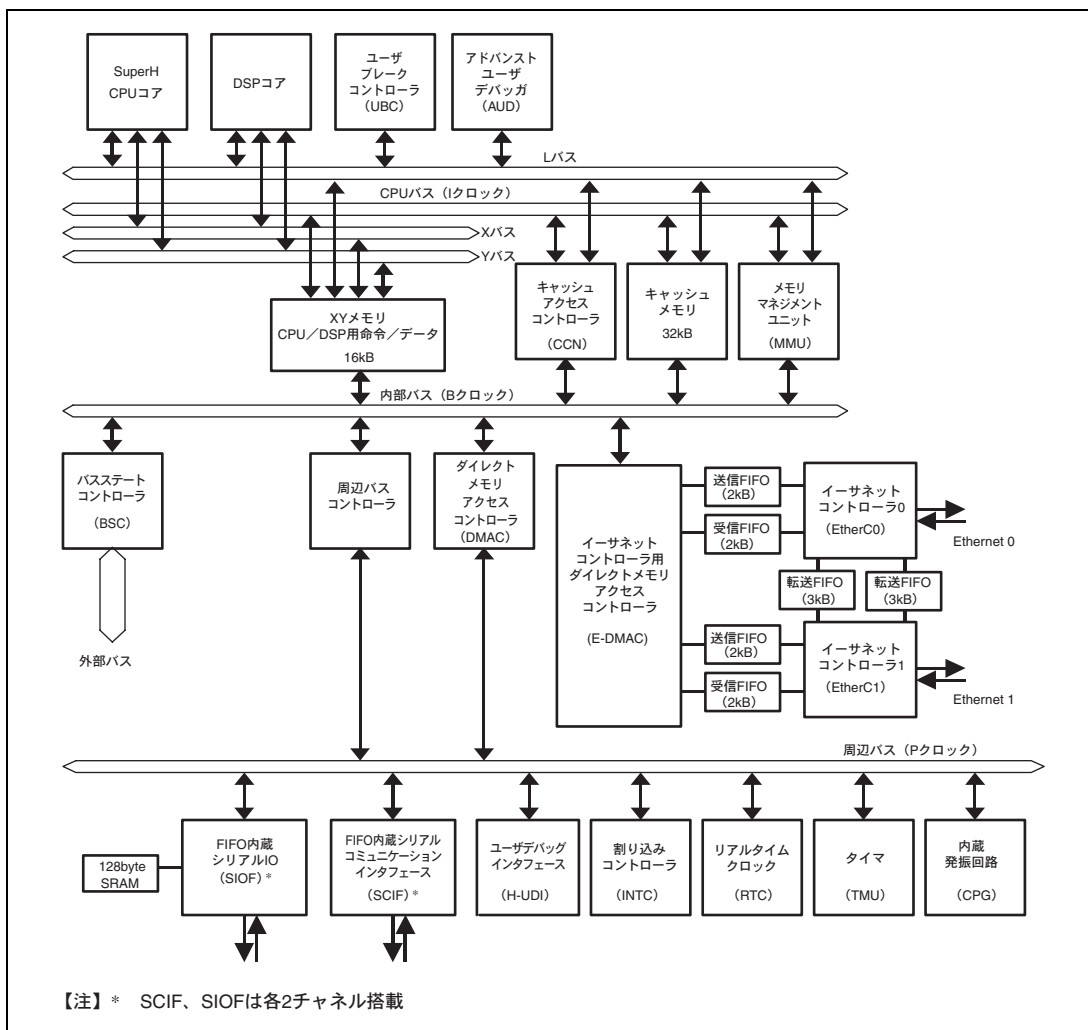 SuperH
CPUコア
DSPコア
ユーザ
ブレーク
コントローラ
（UBC）
アドバンスト
ユーザ
デバッガ
（AUD）
Lバス
CPUバス（Iクロック）
Xバス
Yバス
XYメモリ
CPU／DSP用命令／データ
16kB
キャッシュ
アクセス
コントローラ
（CCN）
キャッシュ
メモリ
32kB
メモリ
マネジメント
ユニット
（MMU）
内部バス（Bクロック）
バスステート
コントローラ
（BSC）
外部バス
周辺バス
コントローラ
ダイレクト
メモリ
アクセス
コントローラ
（DMAC）
イーサネット
コントローラ用
ダイレクトメモリ
アクセス
コントローラ
(E-DMAC)
送信FIFO
（2kB）
受信FIFO
（2kB）
イーサネット
コントローラ0
（EtherC0）
Ethernet 0
転送FIFO
（3kB）
転送FIFO
（3kB）
送信FIFO
（2kB）
受信FIFO
（2kB）
イーサネット
コントローラ1
（EtherC1）
Ethernet 1
周辺バス（Pクロック）
128byte
SRAM
FIFO内蔵
シリアルIO
（SIOF）*
FIFO内蔵シリアル
コミュニケーション
インタフェース
（SCIF）*
ユーザデバッグ
インタフェース
（H-UDI）
割り込み
コントローラ
（INTC）
リアルタイム
クロック
（RTC）
タイマ
（TMU）
内蔵
発振回路
（CPG）
【注】* SCIF、SIOFは各2チャネル搭載